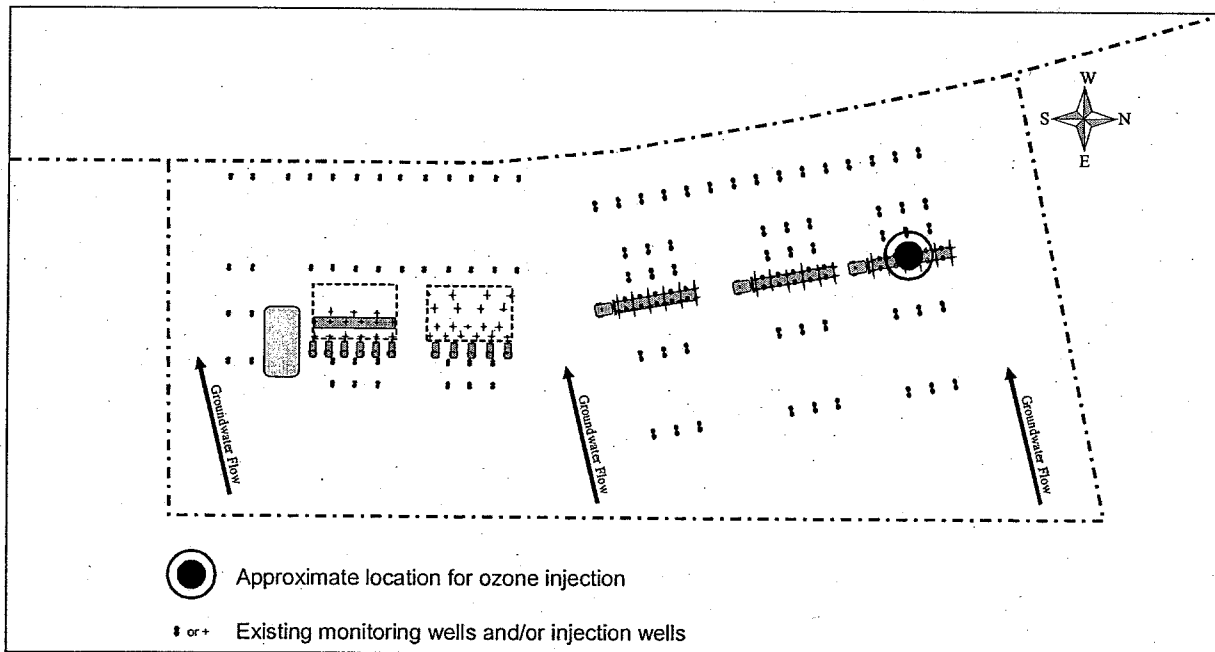 W
S N
E
Groundwater Flow
Groundwater Flow
Groundwater Flow
Approximate location for ozone injection
or + Existing monitoring wells and/or injection wells